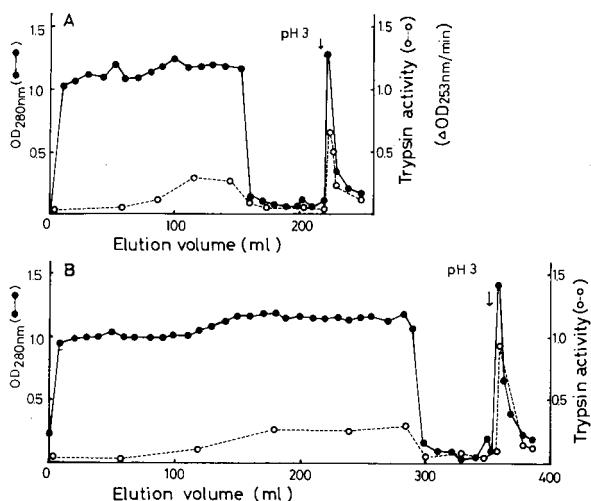 A
1.5
1.0
0.5
OD280nm (●—●)
pH 3
↓
1.5
1.0
0.5
Trypsin activity (o--o)
(△OD253nm/min)
0
100
200
Elution volume (ml)
B
1.5
1.0
0.5
OD280nm (●—●)
pH 3
↓
1.5
1.0
0.5
Trypsin activity (o--o)
0
100
200
300
400
Elution volume (ml)